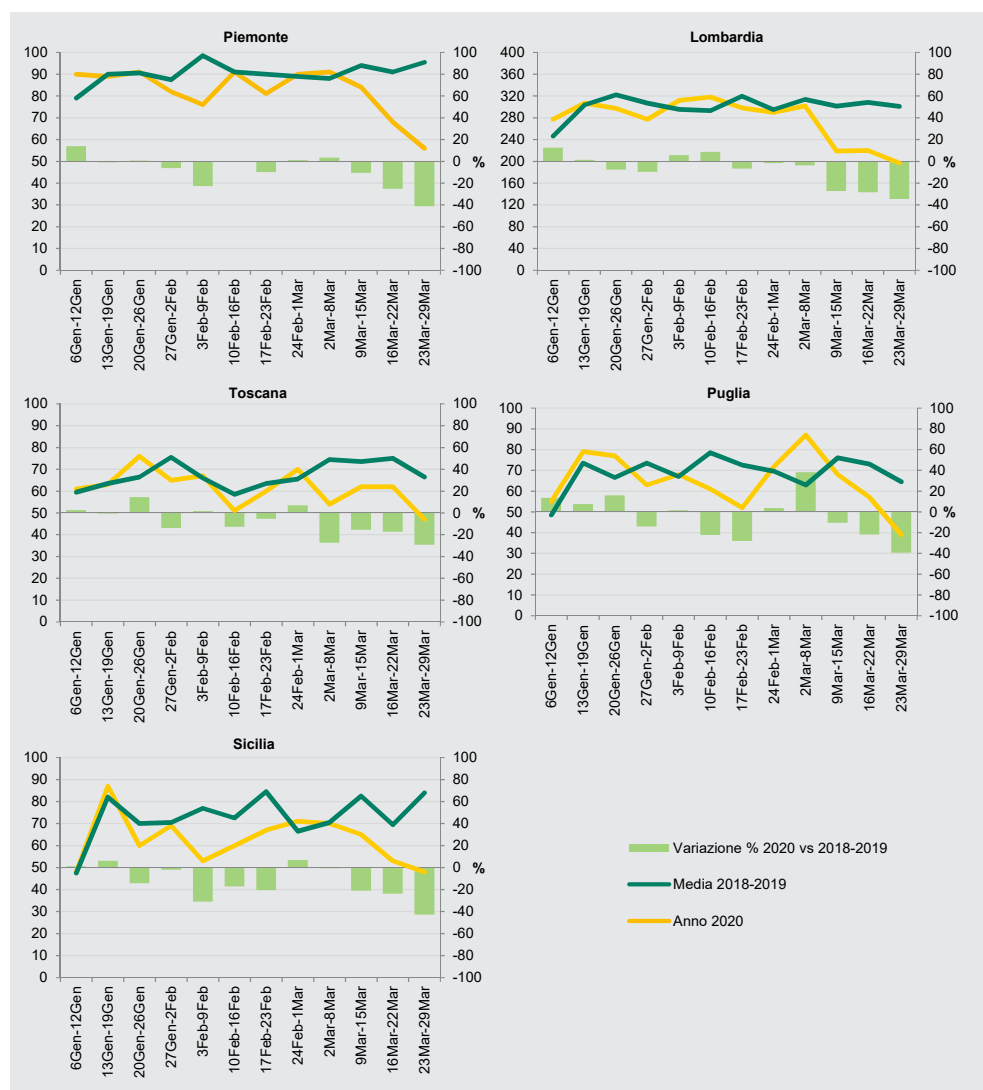 Piemonte
100
90
80
70
60
50
40
30
20
10
0
100
80
60
40
20
0
-20
-40
-60
-80
-100
%
6Gen-12Gen
13Gen-19Gen
20Gen-26Gen
27Gen-2Feb
3Feb-9Feb
10Feb-16Feb
17Feb-23Feb
24Feb-1Mar
2Mar-8Mar
9Mar-15Mar
16Mar-22Mar
23Mar-29Mar
Lombardia
400
360
320
280
240
200
160
120
80
40
0
100
80
60
40
20
0
-20
-40
-60
-80
-100
%
6Gen-12Gen
13Gen-19Gen
20Gen-26Gen
27Gen-2Feb
3Feb-9Feb
10Feb-16Feb
17Feb-23Feb
24Feb-1Mar
2Mar-8Mar
9Mar-15Mar
16Mar-22Mar
23Mar-29Mar
Toscana
100
90
80
70
60
50
40
30
20
10
0
100
80
60
40
20
0
-20
-40
-60
-80
-100
%
6Gen-12Gen
13Gen-19Gen
20Gen-26Gen
27Gen-2Feb
3Feb-9Feb
10Feb-16Feb
17Feb-23Feb
24Feb-1Mar
2Mar-8Mar
9Mar-15Mar
16Mar-22Mar
23Mar-29Mar
Puglia
100
90
80
70
60
50
40
30
20
10
0
100
80
60
40
20
0
-20
-40
-60
-80
-100
%
6Gen-12Gen
13Gen-19Gen
20Gen-26Gen
27Gen-2Feb
3Feb-9Feb
10Feb-16Feb
17Feb-23Feb
24Feb-1Mar
2Mar-8Mar
9Mar-15Mar
16Mar-22Mar
23Mar-29Mar
Sicilia
100
90
80
70
60
50
40
30
20
10
0
100
80
60
40
20
0
-20
-40
-60
-80
-100
%
6Gen-12Gen
13Gen-19Gen
20Gen-26Gen
27Gen-2Feb
3Feb-9Feb
10Feb-16Feb
17Feb-23Feb
24Feb-1Mar
2Mar-8Mar
9Mar-15Mar
16Mar-22Mar
23Mar-29Mar
Variazione % 2020 vs 2018-2019
Media 2018-2019
Anno 2020